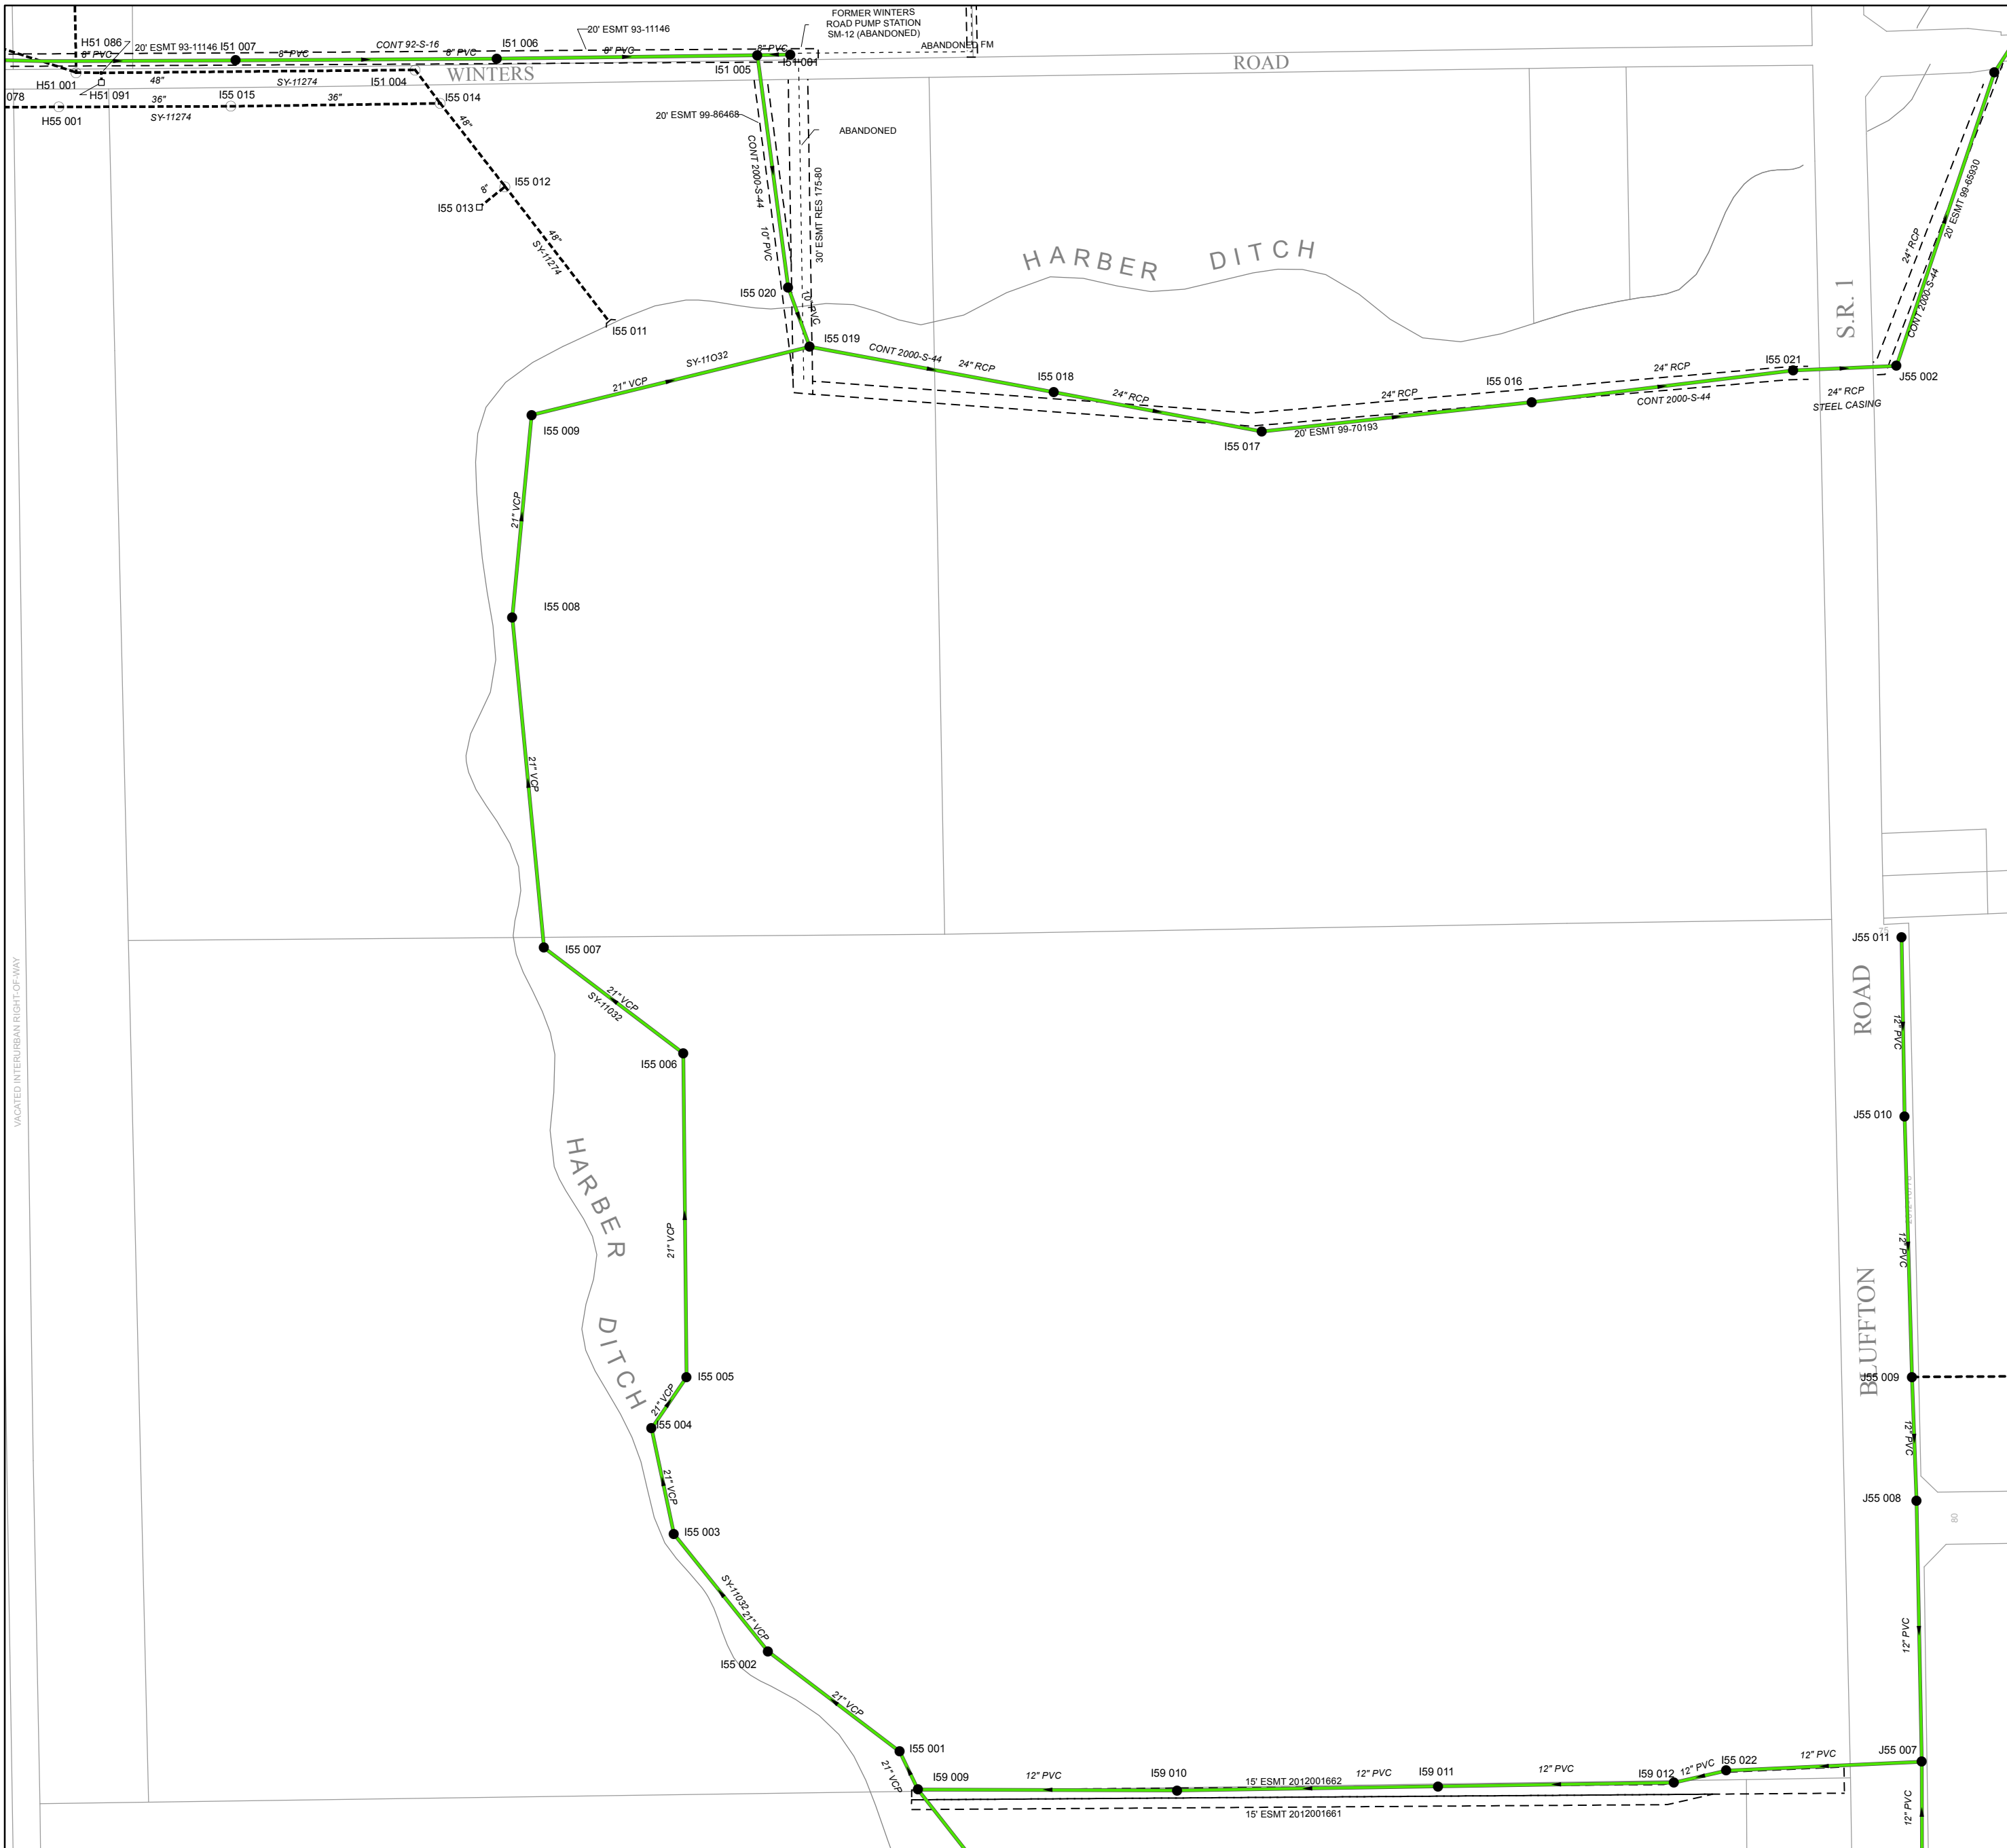 FORMER WINTERS
ROAD PUMP STATION
SM-12 (ABANDONED)
20' ESMT 93-11146
ABANDONED FM
H51 086
20' ESMT 93-11146
I51 007
CONT 92-S-16
I51 006
8" PVC
8" PVC
8" PVC
8" PVC
8" PVC
I51 005
I51 001
WINTERS
ROAD
H51 001
H51 091
48"
SY-11274
I51 004
078
H55 001
36"
SY-11274
I55 015
36"
I55 014
48"
20' ESMT 99-86468
ABANDONED
CONT 2000-S-44
10" PVC
30' ESMT RES 175-80
I55 012
8"
I55 013
48"
SY-11274
I55 011
I55 020
10" PVC
I55 019
HARBER DITCH
S.R. 1
24" RCP
20' ESMT 99-65930
CONT 2000-S-44
SY-11O32
21" VCP
CONT 2000-S-44
24" RCP
I55 018
24" RCP
24" RCP
I55 016
24" RCP
I55 021
J55 002
CONT 2000-S-44
24" RCP
STEEL CASING
I55 017
20' ESMT 99-70193
I55 009
21" VCP
I55 008
21" VCP
I55 007
21" VCP
SY-11032
I55 006
VACATED INTERURBAN RIGHT-OF-WAY
75
J55 011
ROAD
12" PVC
J55 010
12" PVC
HARBER DITCH
21" VCP
I55 005
21" VCP
I55 004
BLUFFTON
J55 009
12" PVC
21" VCP
I55 003
J55 008
80
SY-11032
21" VCP
I55 002
12" PVC
21" VCP
I55 001
21" VCP
I59 009
12" PVC
I59 010
15' ESMT 2012001662
12" PVC
I59 011
12" PVC
I59 012
12" PVC
I55 022
12" PVC
J55 007
15' ESMT 2012001661
12" PVC